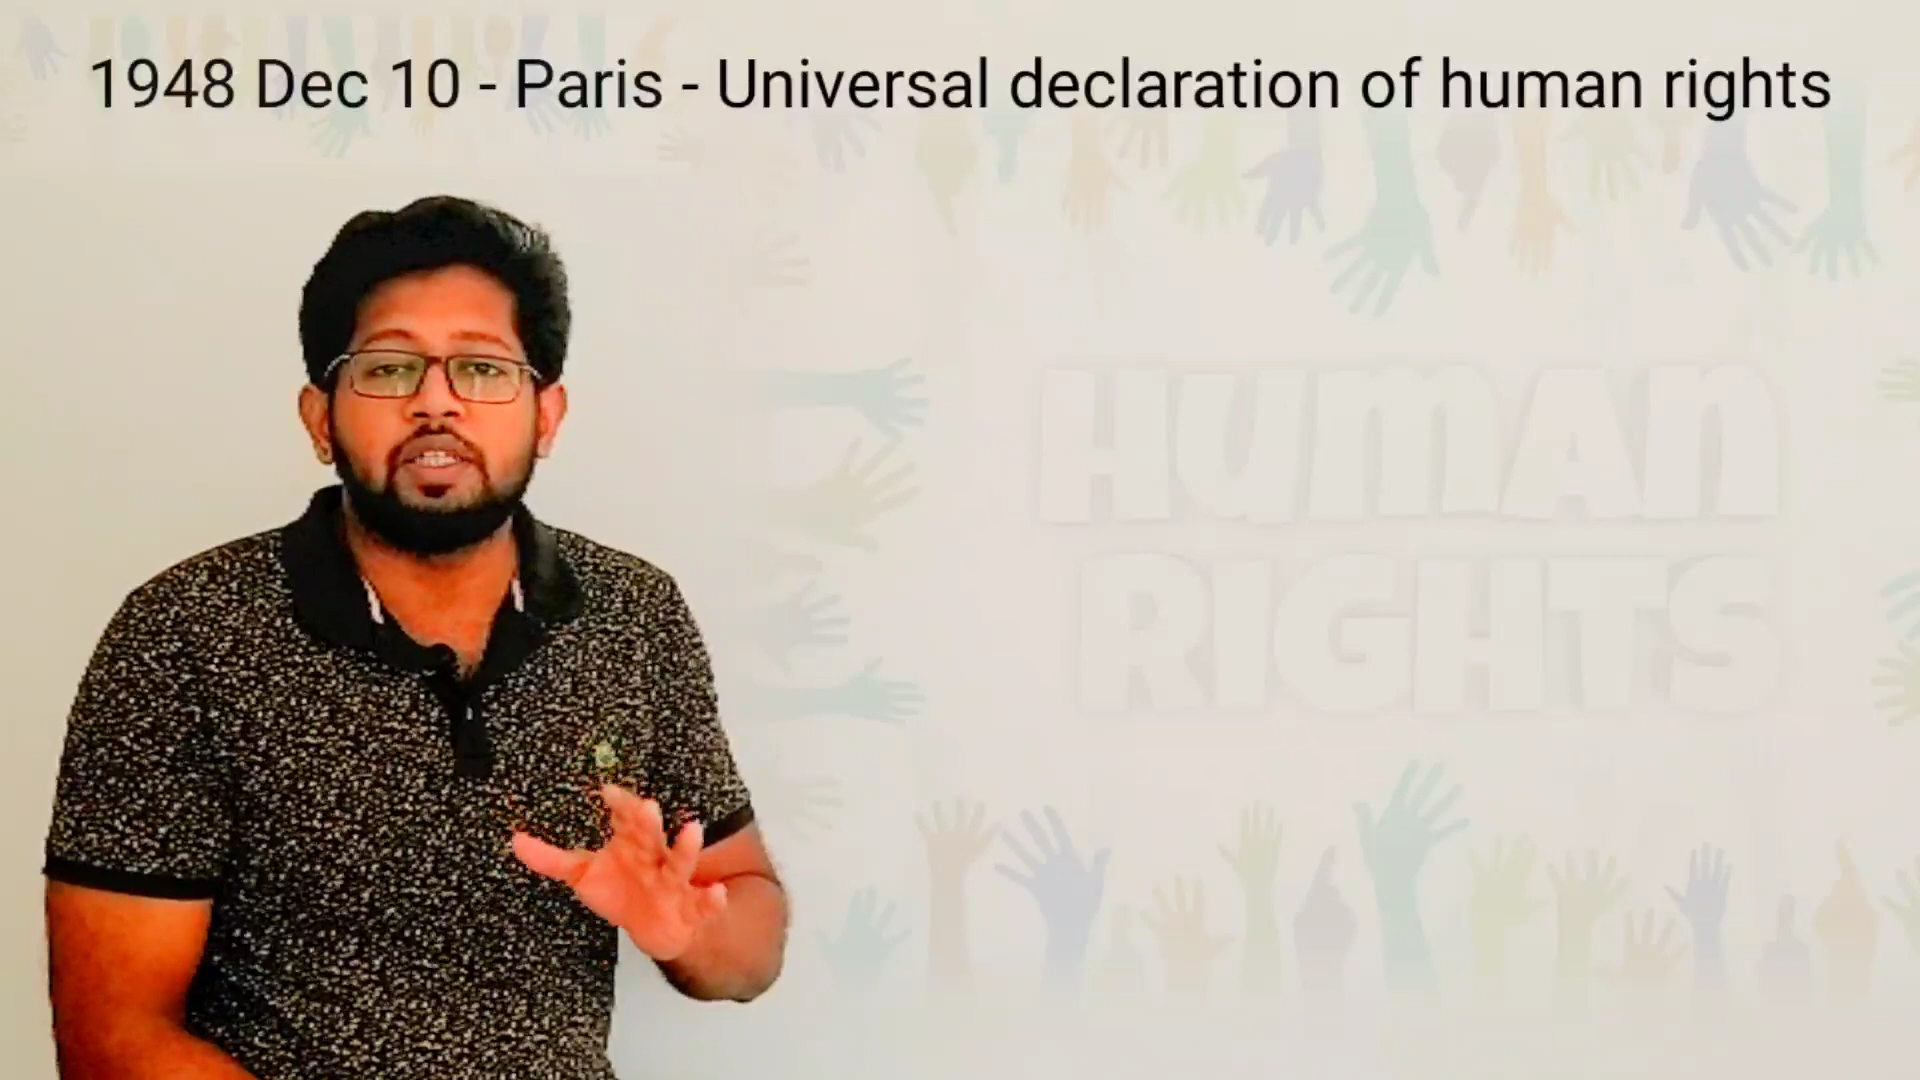 1948 Dec 10 - Paris - Universal declaration of human rights
HUMAN
RIGHTS